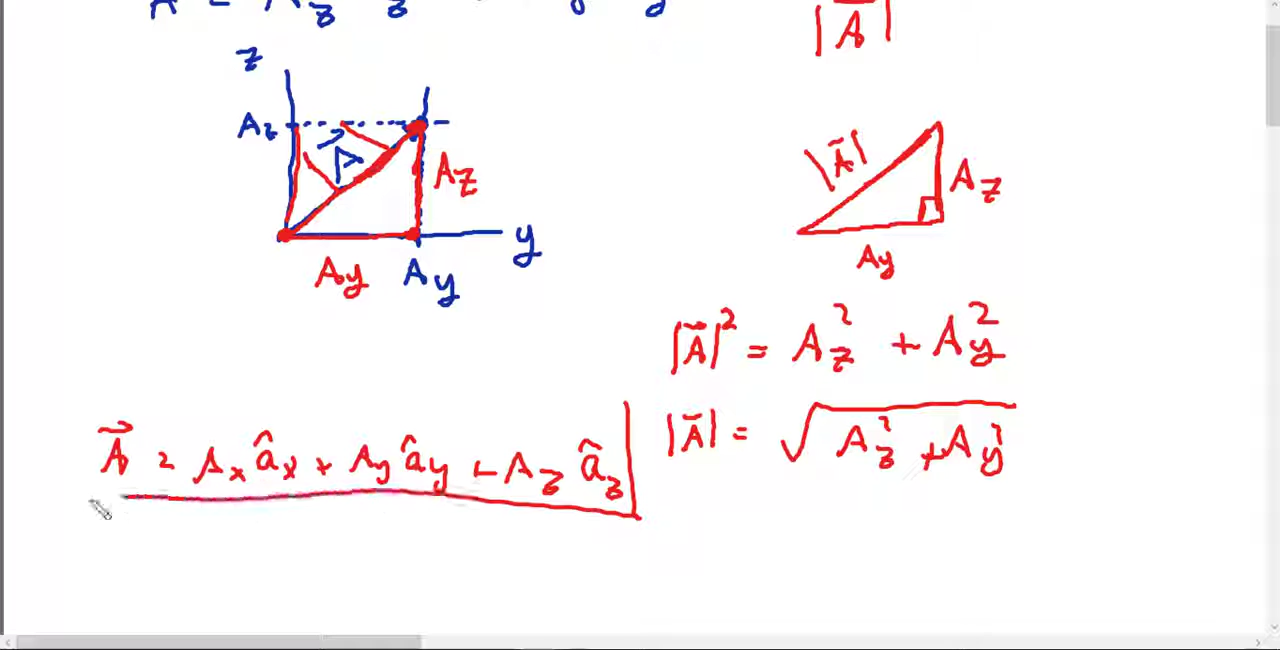 |A|
z
A_z
A⃗
A_z
y
A_y A_y
|A⃗|
A_z
A_y
|A⃗|² = A_z² + A_y²
|A⃗| = √(A_z² + A_y²)
A⃗ = A_x â_x + A_y â_y + A_z â_z